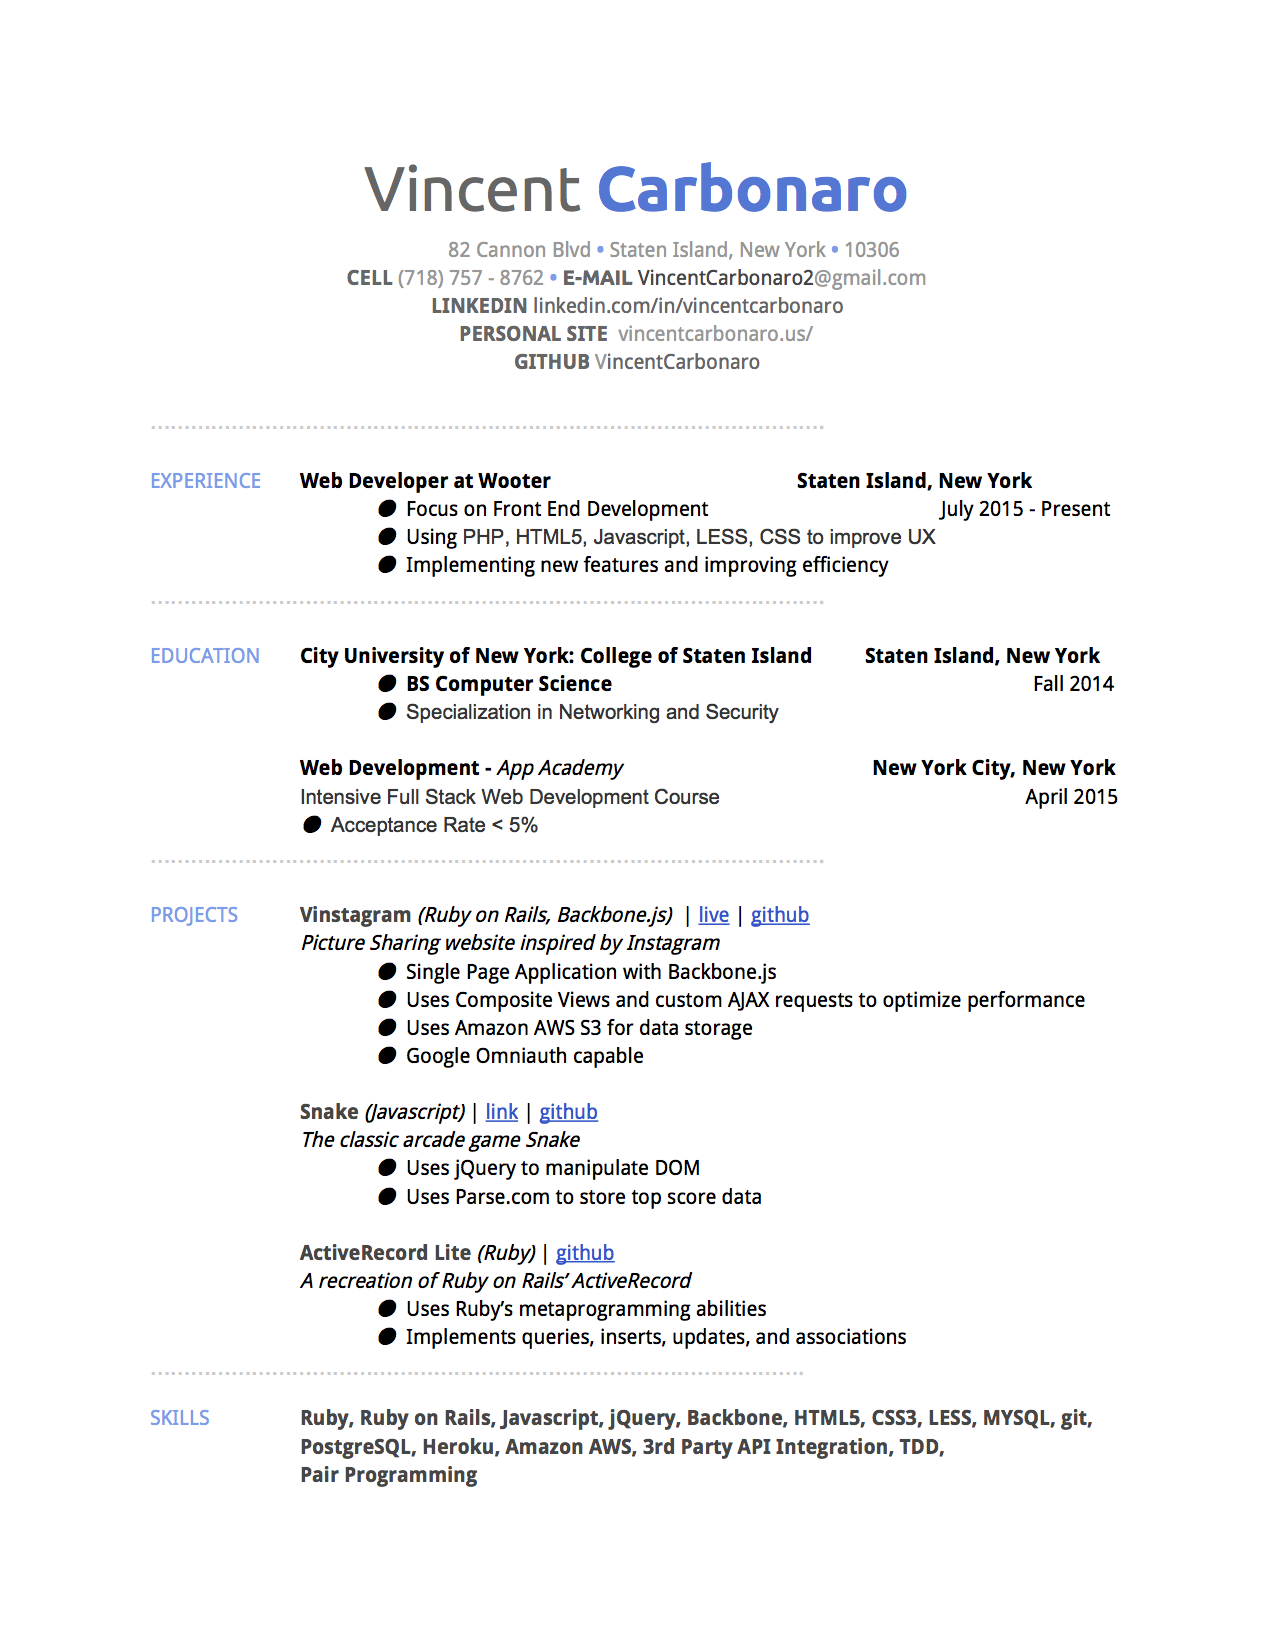 Vincent Carbonaro
82 Cannon Blvd • Staten Island, New York • 10306
CELL (718) 757 - 8762 • E-MAIL VincentCarbonaro2@gmail.com
LINKEDIN linkedin.com/in/vincentcarbonaro
PERSONAL SITE vincentcarbonaro.us/
GITHUB VincentCarbonaro
EXPERIENCE Web Developer at Wooter Staten Island, New York
● Focus on Front End Development July 2015 - Present
● Using PHP, HTML5, Javascript, LESS, CSS to improve UX
● Implementing new features and improving efficiency
EDUCATION City University of New York: College of Staten Island Staten Island, New York
● BS Computer Science Fall 2014
● Specialization in Networking and Security
Web Development - App Academy New York City, New York
Intensive Full Stack Web Development Course April 2015
● Acceptance Rate < 5%
PROJECTS Vinstagram (Ruby on Rails, Backbone.js) | live | github
Picture Sharing website inspired by Instagram
● Single Page Application with Backbone.js
● Uses Composite Views and custom AJAX requests to optimize performance
● Uses Amazon AWS S3 for data storage
● Google Omniauth capable
Snake (Javascript) | link | github
The classic arcade game Snake
● Uses jQuery to manipulate DOM
● Uses Parse.com to store top score data
ActiveRecord Lite (Ruby) | github
A recreation of Ruby on Rails’ ActiveRecord
● Uses Ruby’s metaprogramming abilities
● Implements queries, inserts, updates, and associations
SKILLS Ruby, Ruby on Rails, Javascript, jQuery, Backbone, HTML5, CSS3, LESS, MYSQL, git,
PostgreSQL, Heroku, Amazon AWS, 3rd Party API Integration, TDD,
Pair Programming